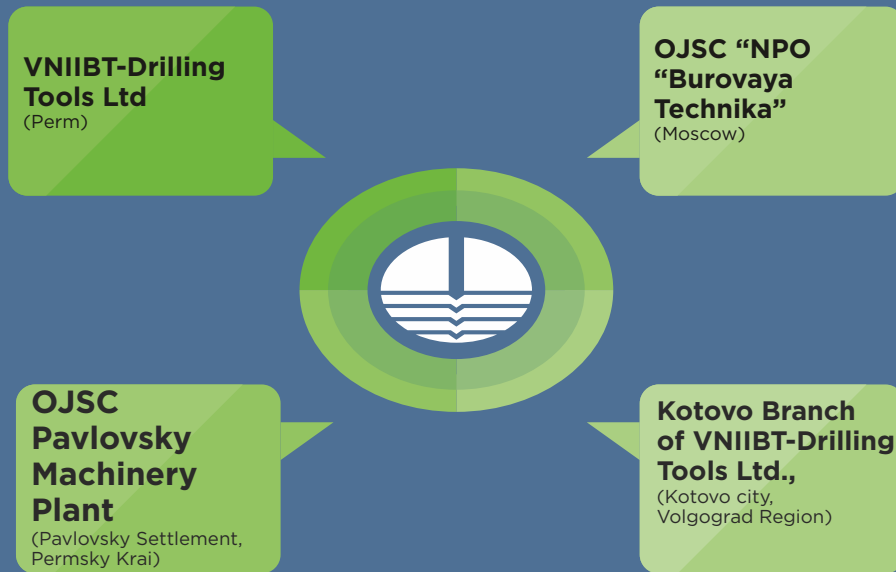 VNIIBT-Drilling
Tools Ltd
(Perm)
OJSC “NPO
“Burovaya
Technika”
(Moscow)
OJSC
Pavlovsky
Machinery
Plant
(Pavlovsky Settlement,
Permsky Krai)
Kotovo Branch
of VNIIBT-Drilling
Tools Ltd.,
(Kotovo city,
Volgograd Region)